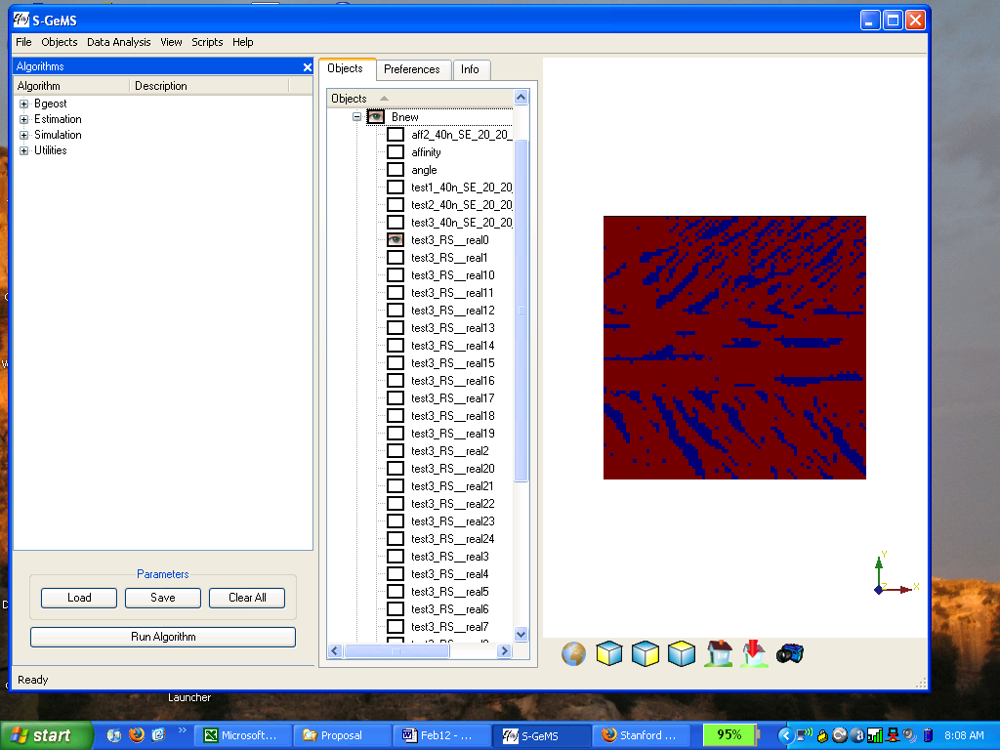 S-GeMS
File Objects Data Analysis View Scripts Help
Algorithms
Algorithm Description
Bgeost
Estimation
Simulation
Utilities
Parameters
Load Save Clear All
Run Algorithm
Ready
Objects Preferences Info
Objects
Bnew
aff2_40n_SE_20_20_
affinity
angle
test1_40n_SE_20_20
test2_40n_SE_20_20
test3_40n_SE_20_20_
test3_RS__real0
test3_RS__real1
test3_RS__real10
test3_RS__real11
test3_RS__real12
test3_RS__real13
test3_RS__real14
test3_RS__real15
test3_RS__real16
test3_RS__real17
test3_RS__real18
test3_RS__real19
test3_RS__real2
test3_RS__real20
test3_RS__real21
test3_RS__real22
test3_RS__real23
test3_RS__real24
test3_RS__real3
test3_RS__real4
test3_RS__real5
test3_RS__real6
test3_RS__real7
Y
Z X
Launcher
start Microsoft... Proposal Feb12 - ... S-GeMS Stanford ... 95% 8:08 AM